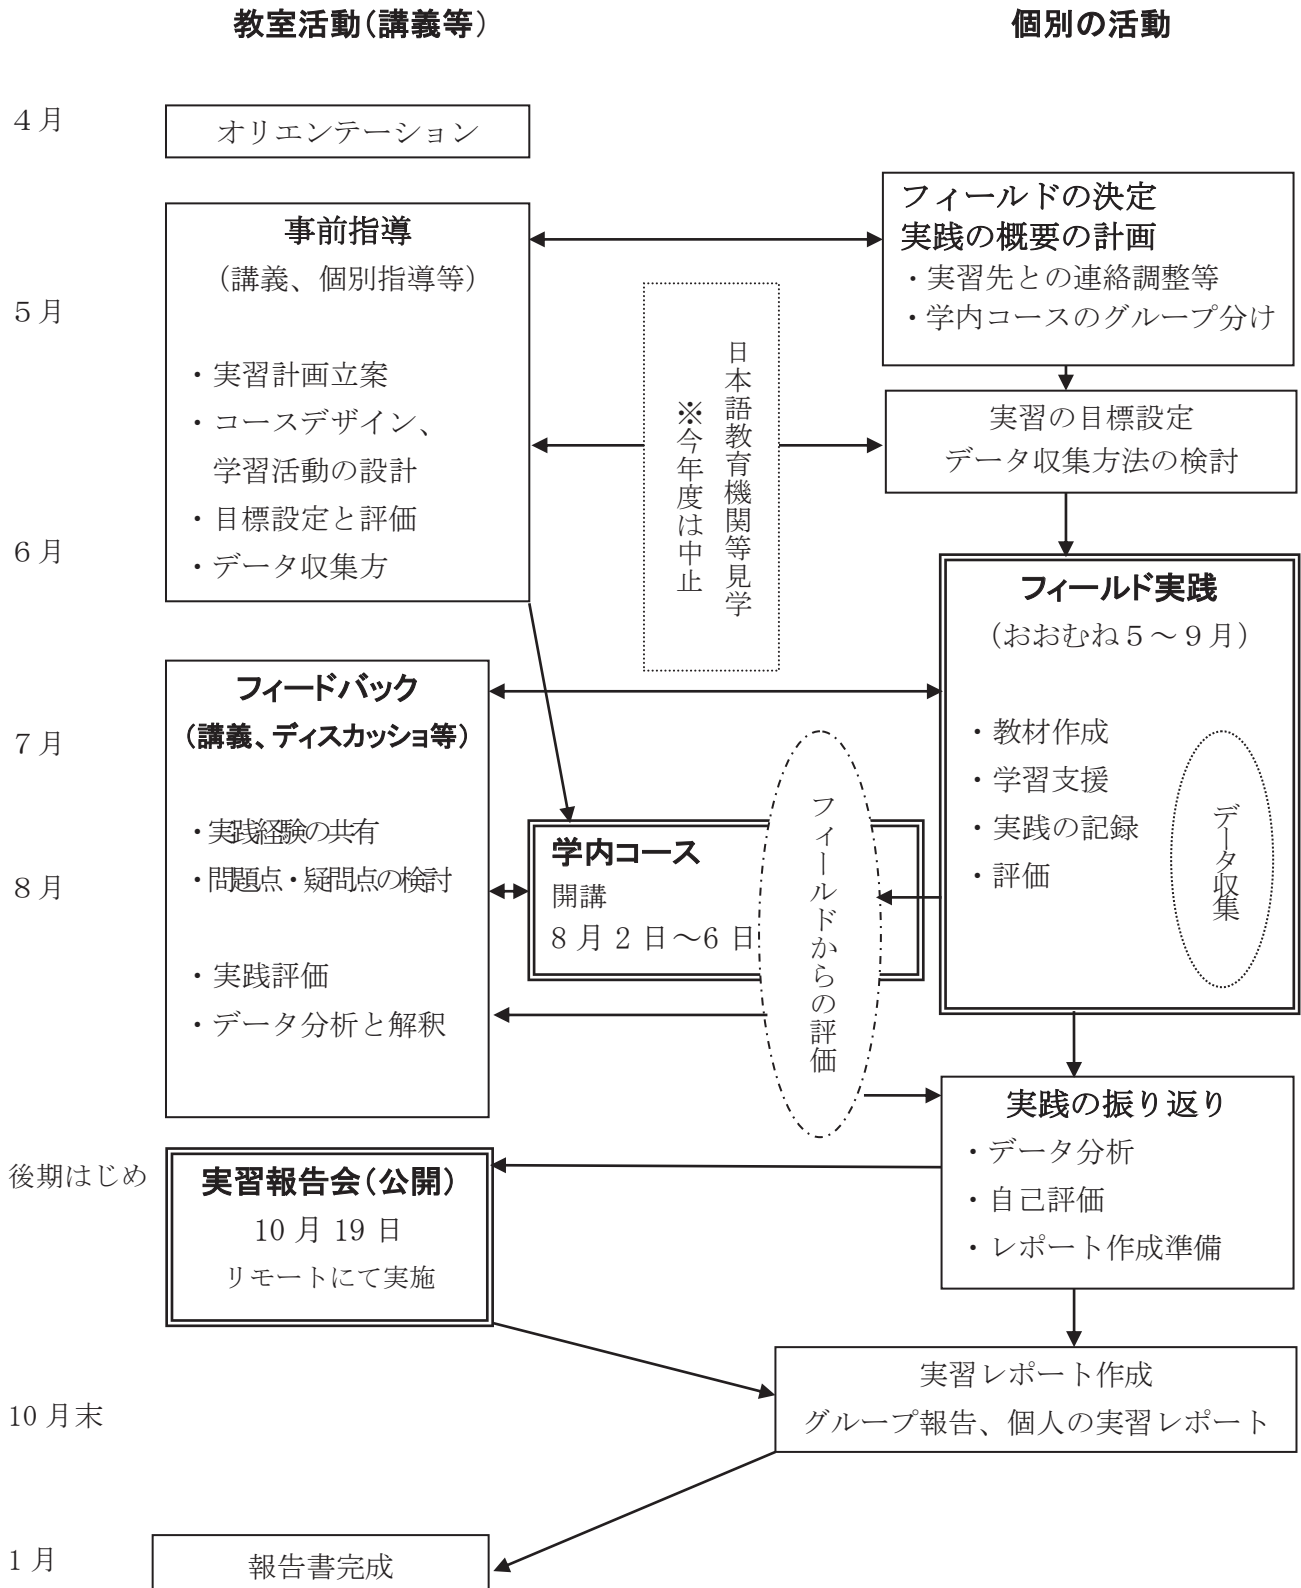 教室活動（講義等）
個別の活動
４月
オリエンテーション
フィールドの決定
実践の概要の計画
・実習先との連絡調整等
・学内コースのグループ分け
事前指導
（講義、個別指導等）
５月
・実習計画立案
・コースデザイン、
学習活動の設計
・目標設定と評価
・データ収集方
日本語教育機関等見学
※今年度は中止
実習の目標設定
データ収集方法の検討
６月
フィールド実践
（おおむね５～９月）
・教材作成
・学習支援
・実践の記録
・評価
データ収集
フィードバック
（講義、ディスカッショ等）
７月
・実践経験の共有
・問題点・疑問点の検討
・実践評価
・データ分析と解釈
８月
学内コース
開講
8 月 2 日～6 日
フィールドからの評価
実践の振り返り
・データ分析
・自己評価
・レポート作成準備
後期はじめ
実習報告会（公開）
10 月 19 日
リモートにて実施
実習レポート作成
グループ報告、個人の実習レポート
10 月末
1 月
報告書完成